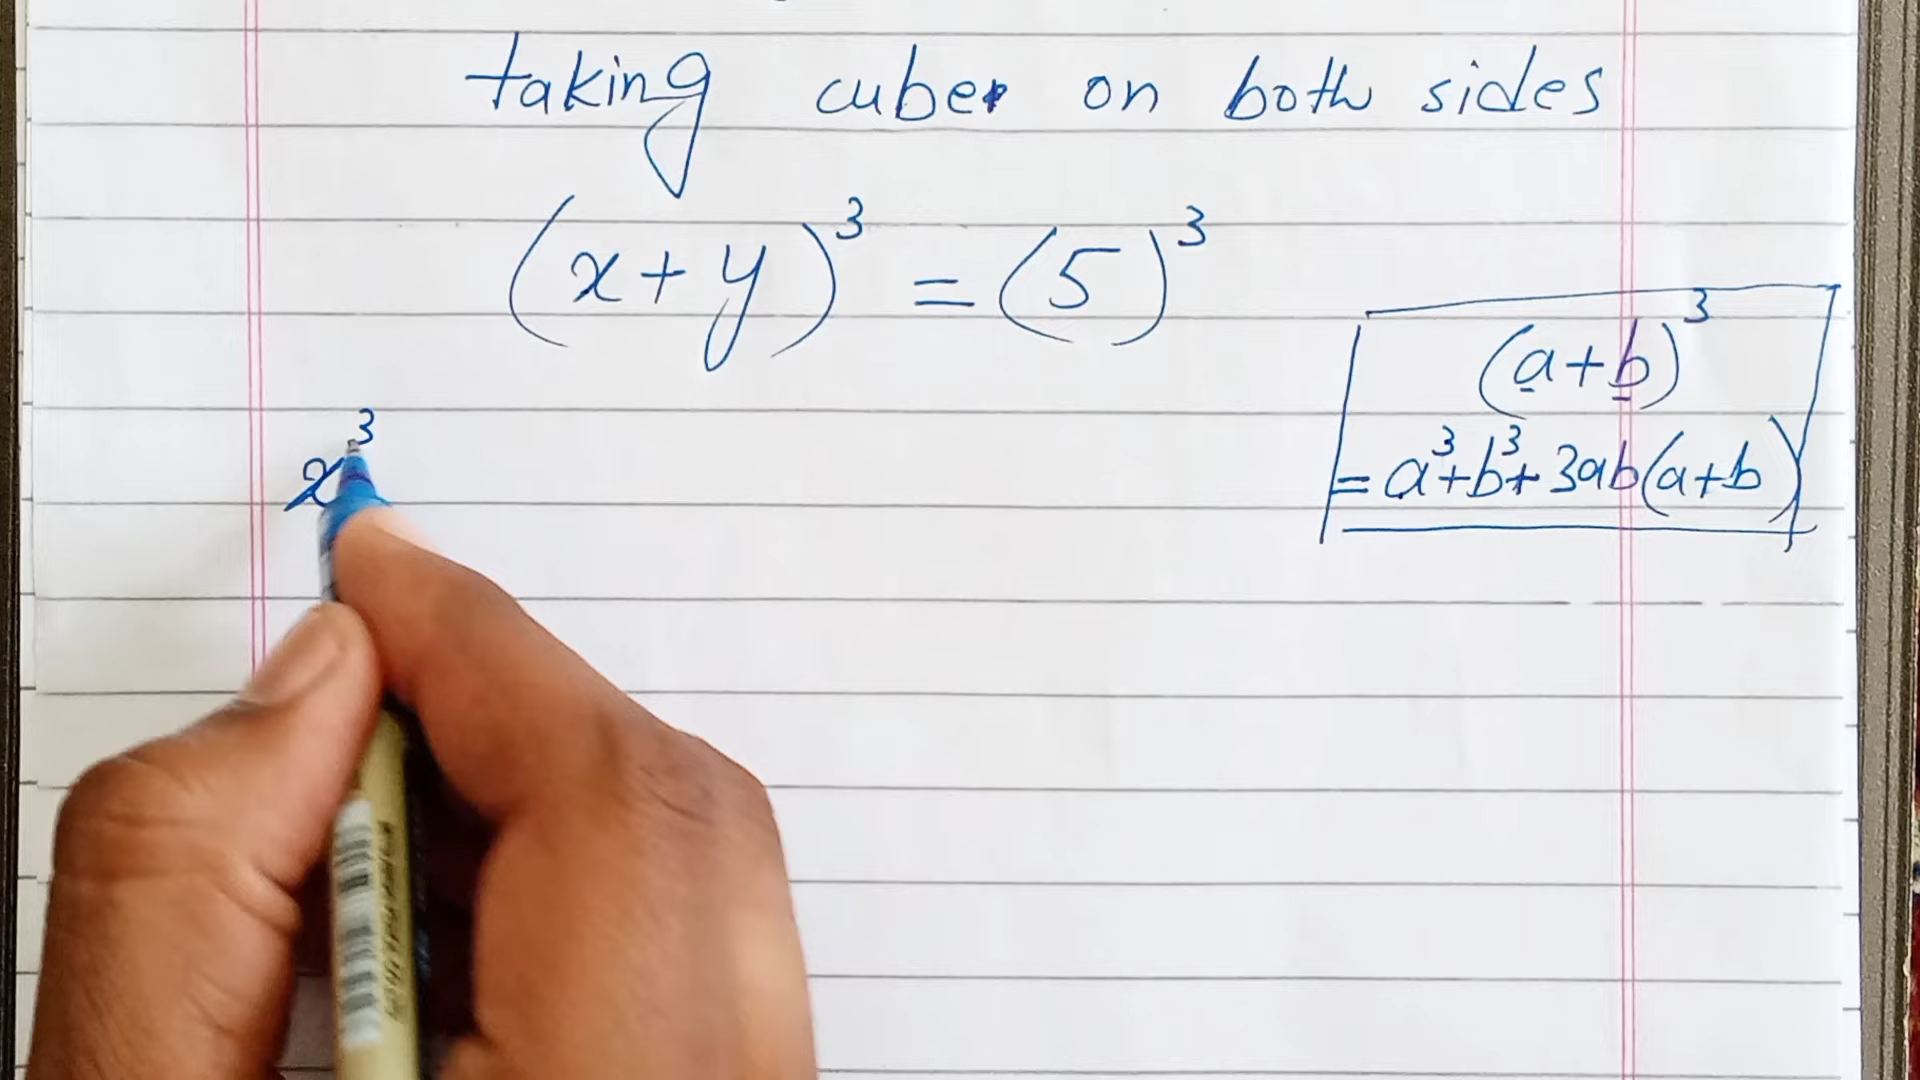 taking cube on both sides
(x+y)³ = (5)³
(a+b)³
= a³+b³+3ab(a+b)
x³